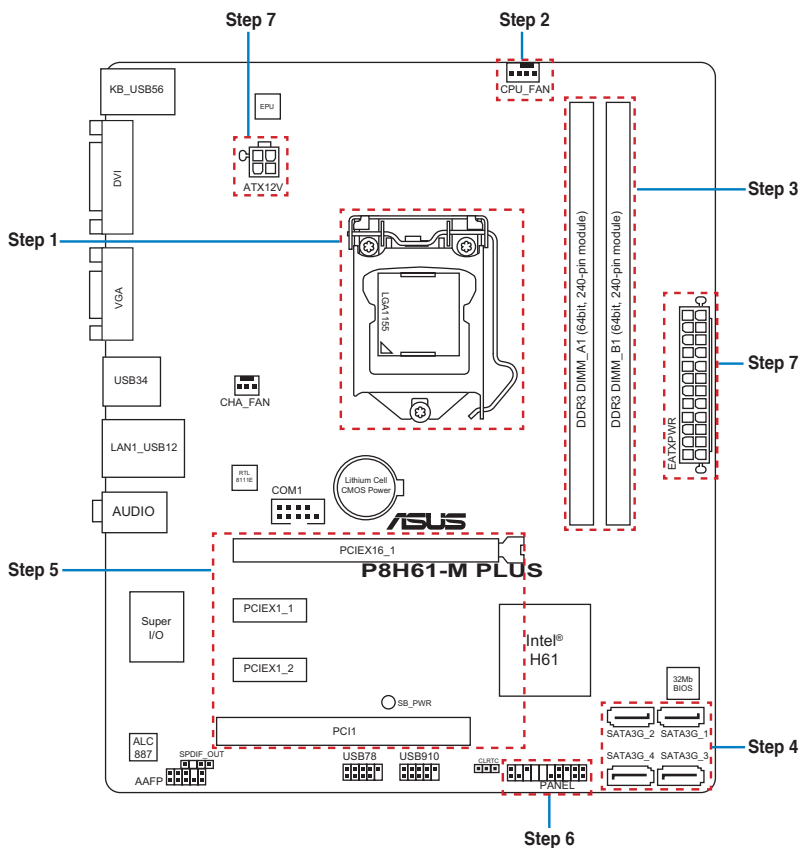 Step 7
Step 2
KB_USB56
EPU
CPU_FAN
ATX12V
DVI
Step 3
Step 1
DDR3 DIMM_A1 (64bit, 240-pin module)
DDR3 DIMM_B1 (64bit, 240-pin module)
LGA1155
VGA
USB34
CHA_FAN
Step 7
EATXPWR
LAN1_USB12
RTL
8111E
Lithium Cell
CMOS Power
COM1
AUDIO
ASUS
PCIEX16_1
P8H61-M PLUS
Step 5
PCIEX1_1
Super
I/O
Intel®
H61
PCIEX1_2
32Mb
BIOS
SB_PWR
PCI1
SATA3G_2 SATA3G_1
Step 4
ALC
887
SPDIF_OUT
USB78
USB910
CLRTC
SATA3G_4 SATA3G_3
AAFP
PANEL
Step 6